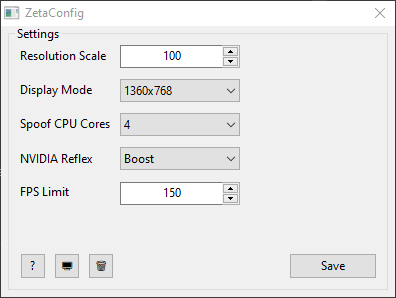 ZetaConfig
Settings
Resolution Scale 100
Display Mode 1360x768
Spoof CPU Cores 4
NVIDIA Reflex Boost
FPS Limit 150
? Save